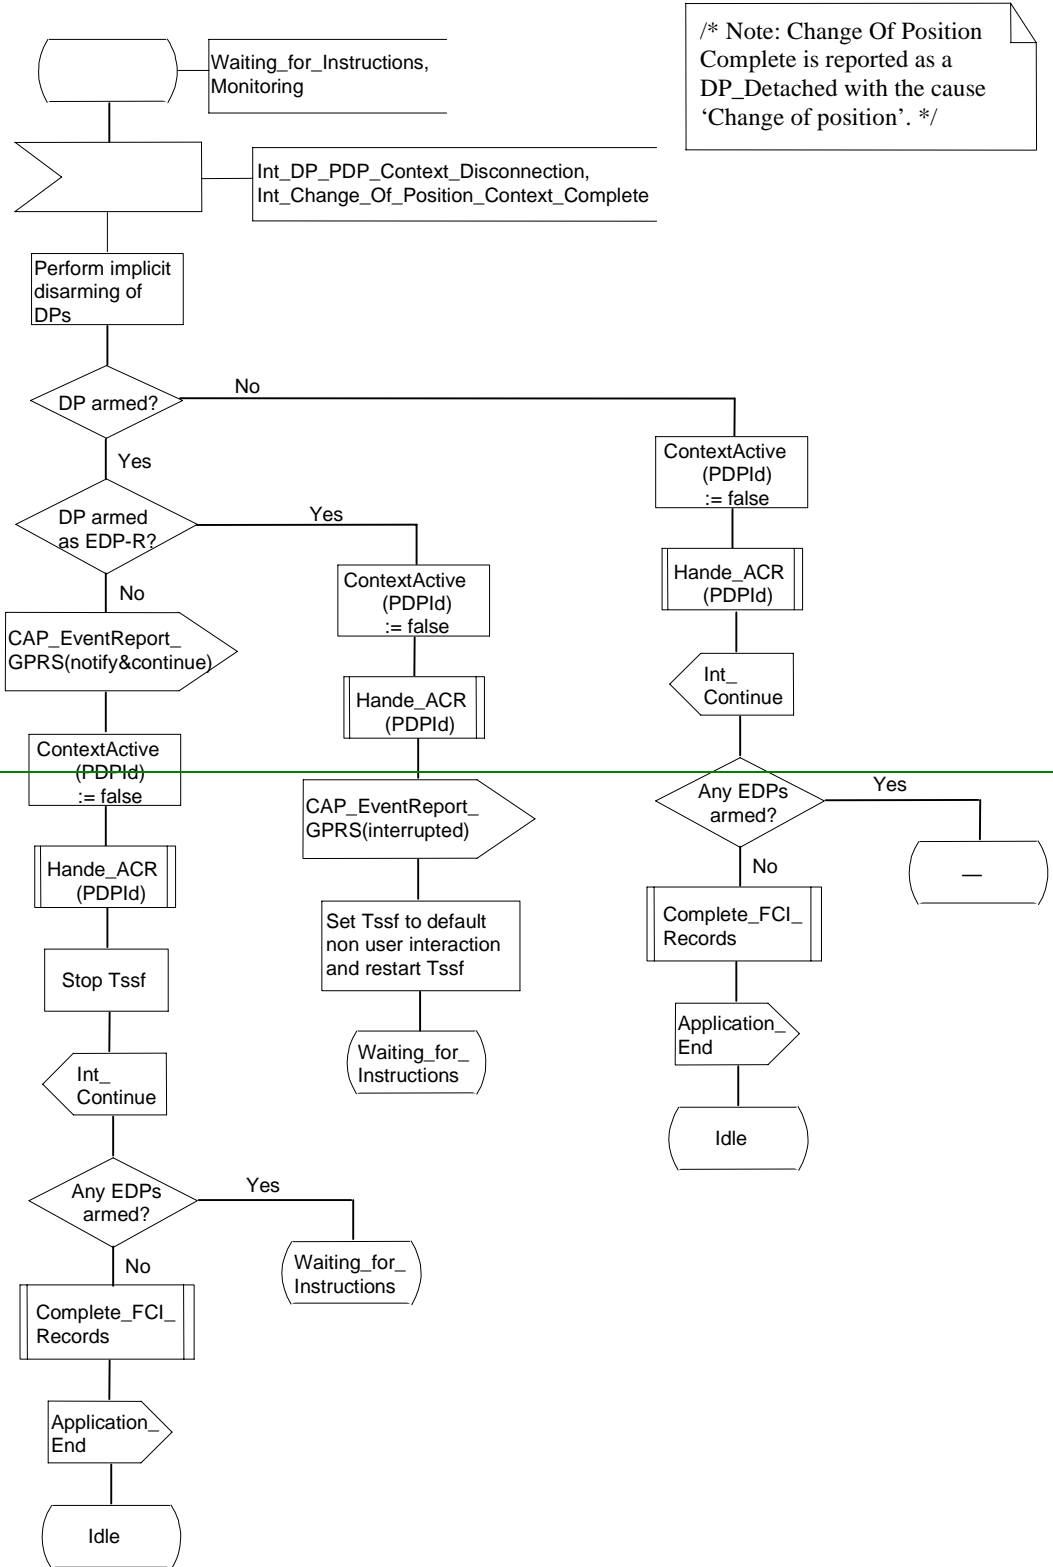 Waiting_for_Instructions,
Monitoring
/* Note: Change Of Position
Complete is reported as a
DP_Detached with the cause
‘Change of position’. */
Int_DP_PDP_Context_Disconnection,
Int_Change_Of_Position_Context_Complete
Perform implicit
disarming of
DPs
DP armed?
No
Yes
DP armed
as EDP-R?
Yes
No
CAP_EventReport_
GPRS(notify&continue)
ContextActive
(PDPId)
:= false
Hande_ACR
(PDPId)
Stop Tssf
Int_
Continue
Any EDPs
armed?
Yes
Waiting_for_
Instructions
No
Complete_FCI_
Records
Application_
End
Idle
ContextActive
(PDPId)
:= false
Hande_ACR
(PDPId)
CAP_EventReport_
GPRS(interrupted)
Set Tssf to default
non user interaction
and restart Tssf
Waiting_for_
Instructions
ContextActive
(PDPId)
:= false
Hande_ACR
(PDPId)
Int_
Continue
Any EDPs
armed?
Yes
—
No
Complete_FCI_
Records
Application_
End
Idle